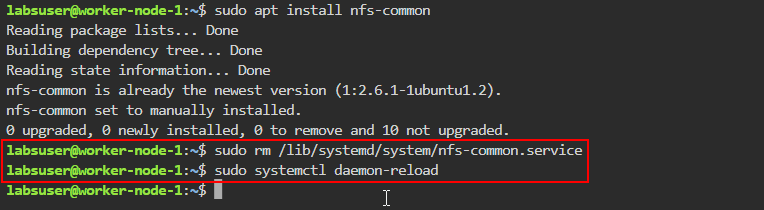 labsuser@worker-node-1:~$ sudo apt install nfs-common
Reading package lists... Done
Building dependency tree... Done
Reading state information... Done
nfs-common is already the newest version (1:2.6.1-1ubuntu1.2).
nfs-common set to manually installed.
0 upgraded, 0 newly installed, 0 to remove and 10 not upgraded.
labsuser@worker-node-1:~$ sudo rm /lib/systemd/system/nfs-common.service
labsuser@worker-node-1:~$ sudo systemctl daemon-reload
labsuser@worker-node-1:~$